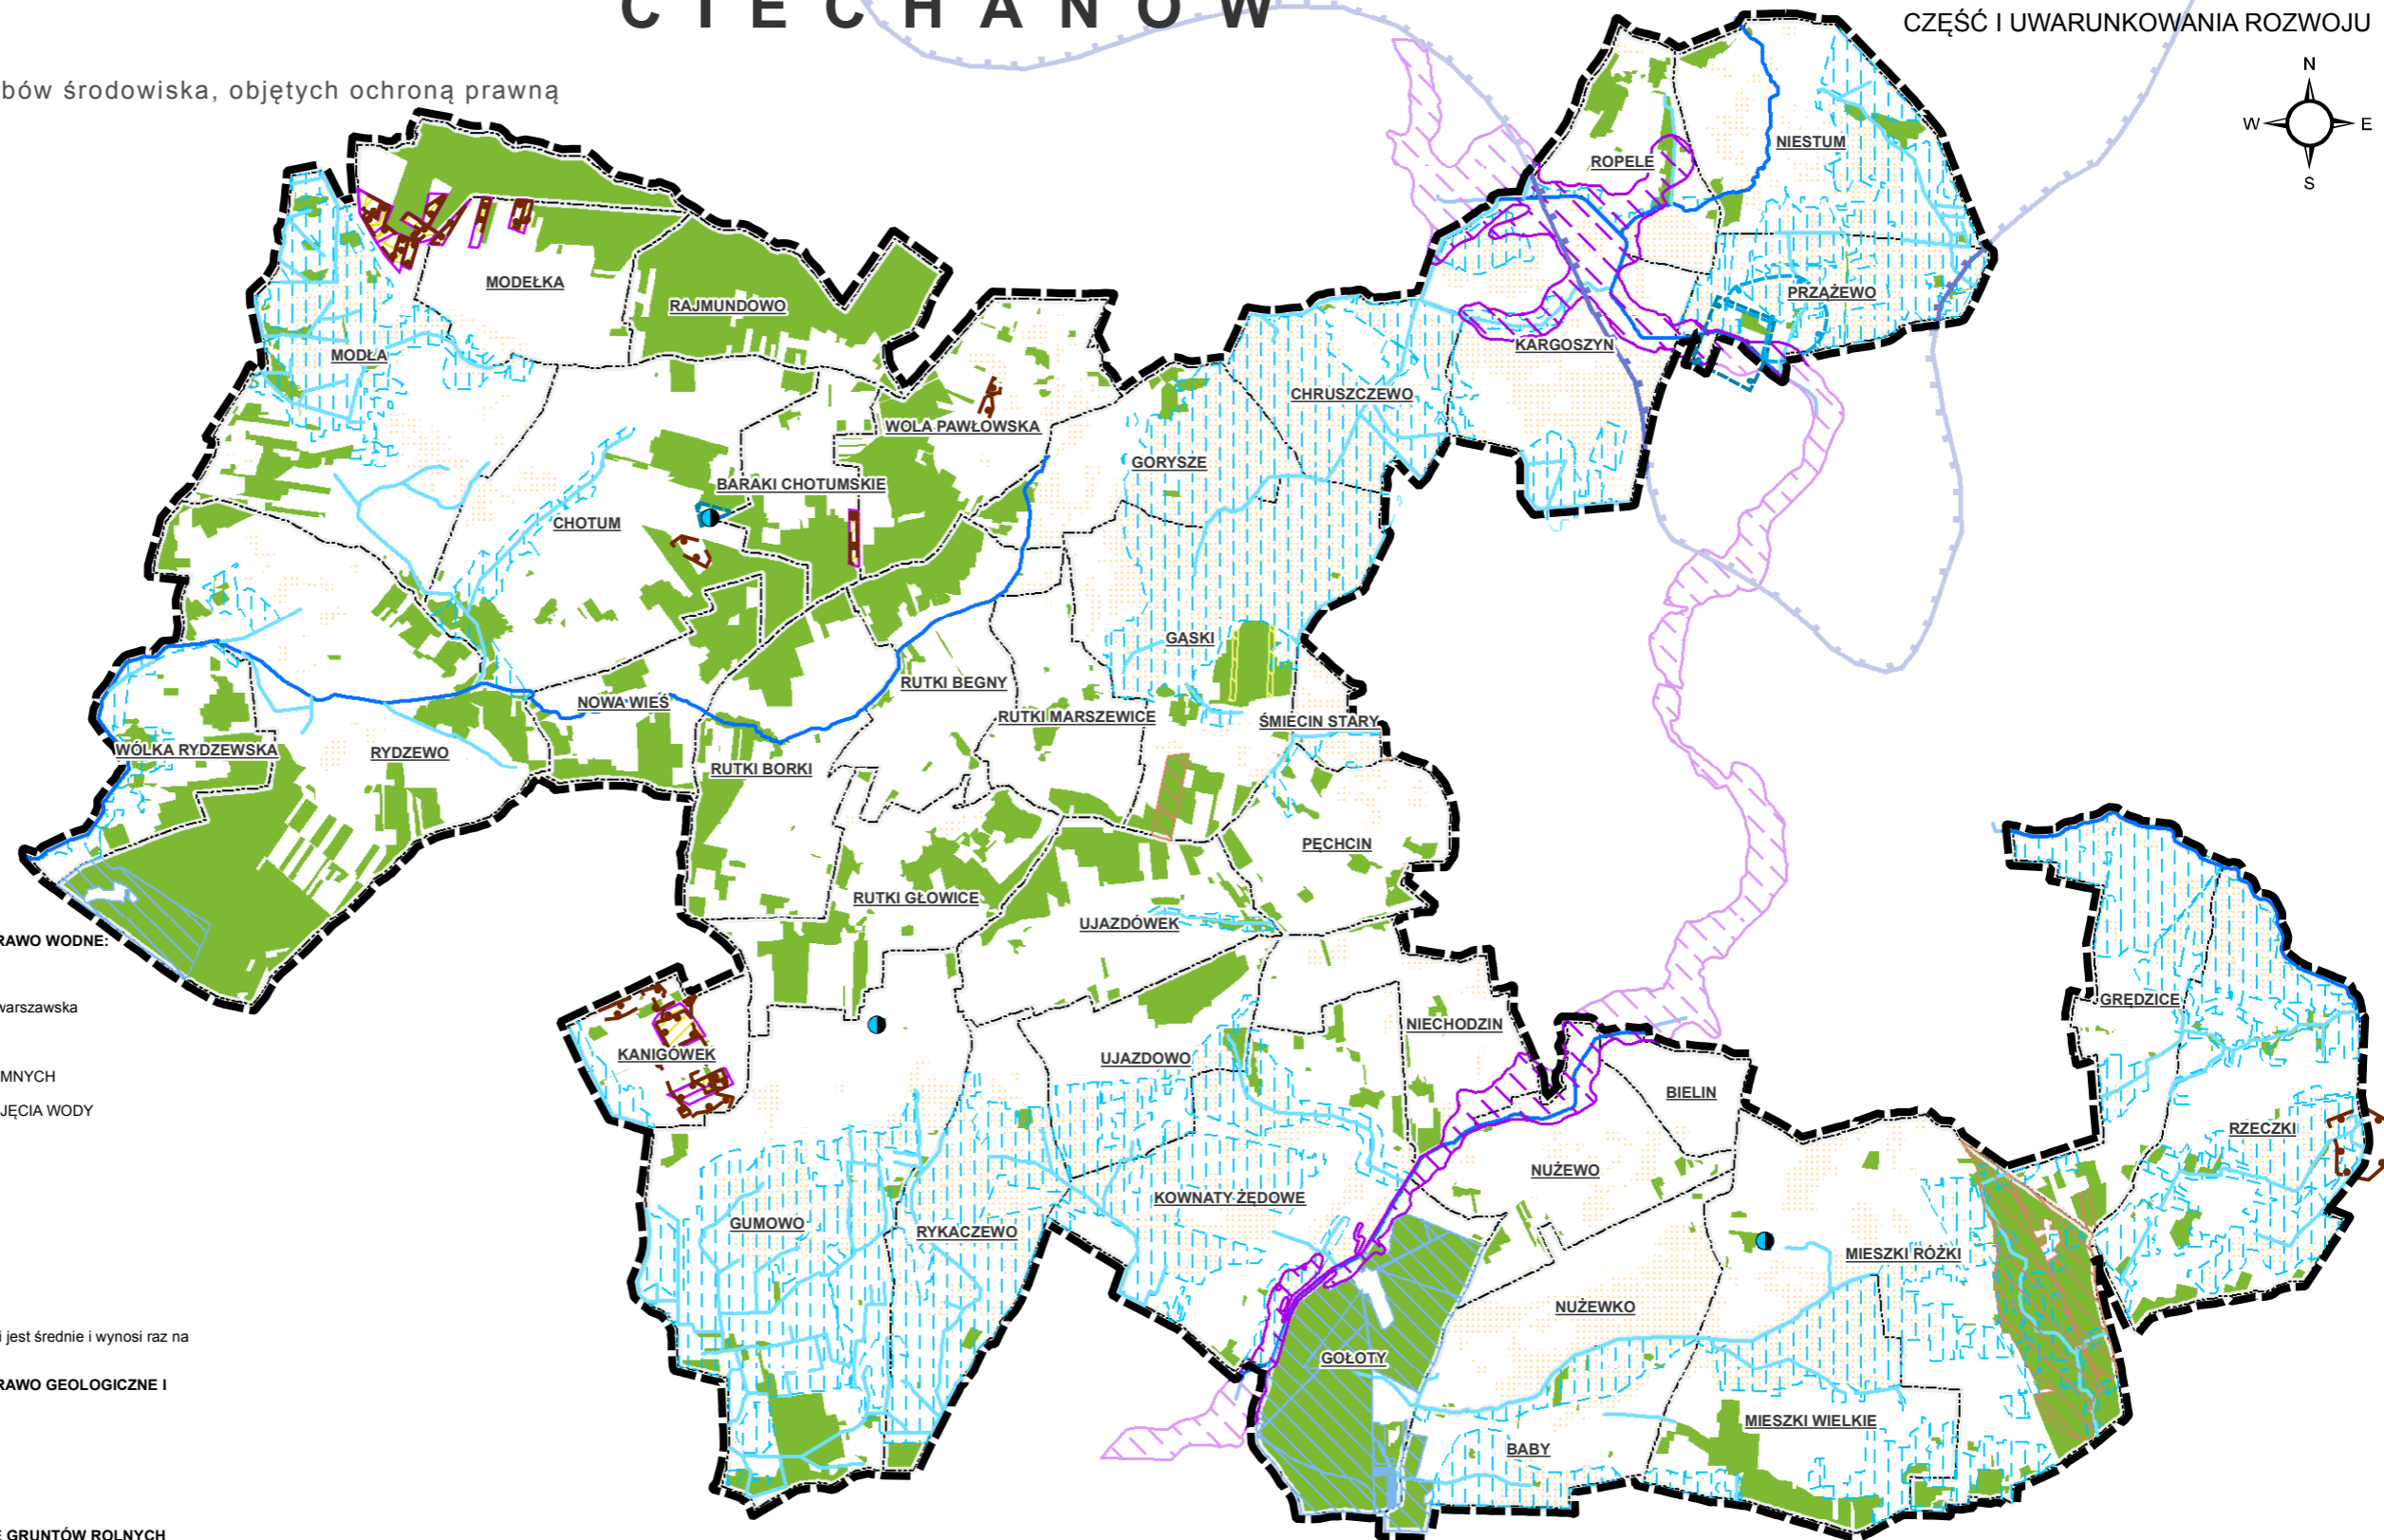 CIECHANÓW
CZĘŚĆ I UWARUNKOWANIA ROZWOJU
bów środowiska, objętych ochroną prawną
N
W
E
S
NIESTUM
ROPELE
MODEŁKA
RAJMUNDOWO
PRZĄŻEWO
MODŁA
KARGOSZYN
CHRUSZCZEWO
WOLA PAWŁOWSKA
GORYSZE
BARAKI CHOTUMSKIE
CHOTUM
GĄSKI
RUTKI BEGNY
NOWA WIEŚ
RUTKI MARSZEWICE
ŚMIECIN STARY
WÓLKA RYDZEWSKA
RYDZEWO
RUTKI BORKI
PĘCHCIN
RUTKI GŁOWICE
UJAZDÓWEK
RAWO WODNE:
GRĘDZICE
warszawska
NIECHODZIN
KANIGÓWEK
UJAZDOWO
MNYCH
BIELIN
JĘCIA WODY
RZECZKI
NUŻEWO
KOWNATY ŻĘDOWE
GUMOWO
RYKACZEWO
MIESZKI RÓŻKI
NUŻEWKO
i jest średnie i wynosi raz na
GOŁOTY
RAWO GEOLOGICZNE I
MIESZKI WIELKIE
BABY
E GRUNTÓW ROLNYCH